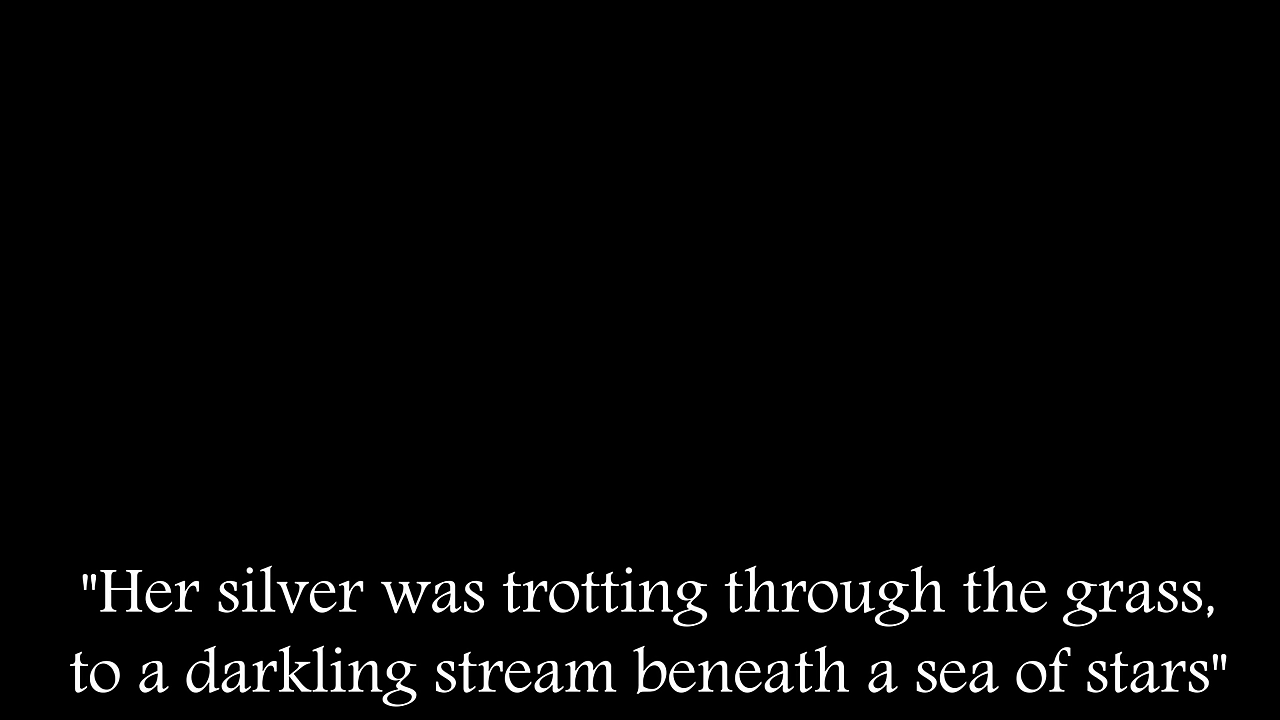 "Her silver was trotting through the grass,
to a darkling stream beneath a sea of stars"